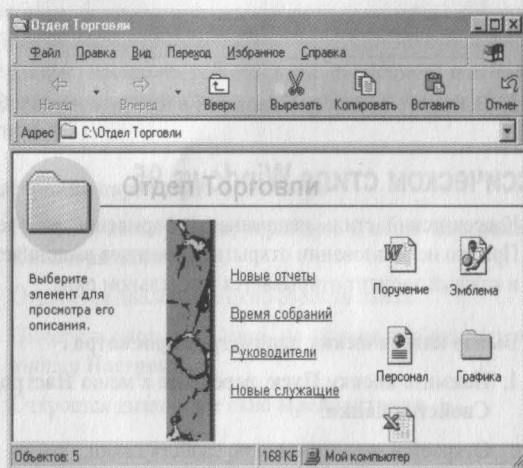 Отдел Торговли
Файл Правка Вид Переход Избранное Справка
Назад Вперед Вверх Вырезать Копировать Вставить Отмен
Адрес C:\Отдел Торговли
Отдел Торговли
Выберите
элемент для
просмотра его
описания.
Новые отчеты
Время собраний
Руководители
Новые служащие
Поручение Эмблема
Персонал Графика
Объектов: 5 168 КБ Мой компьютер